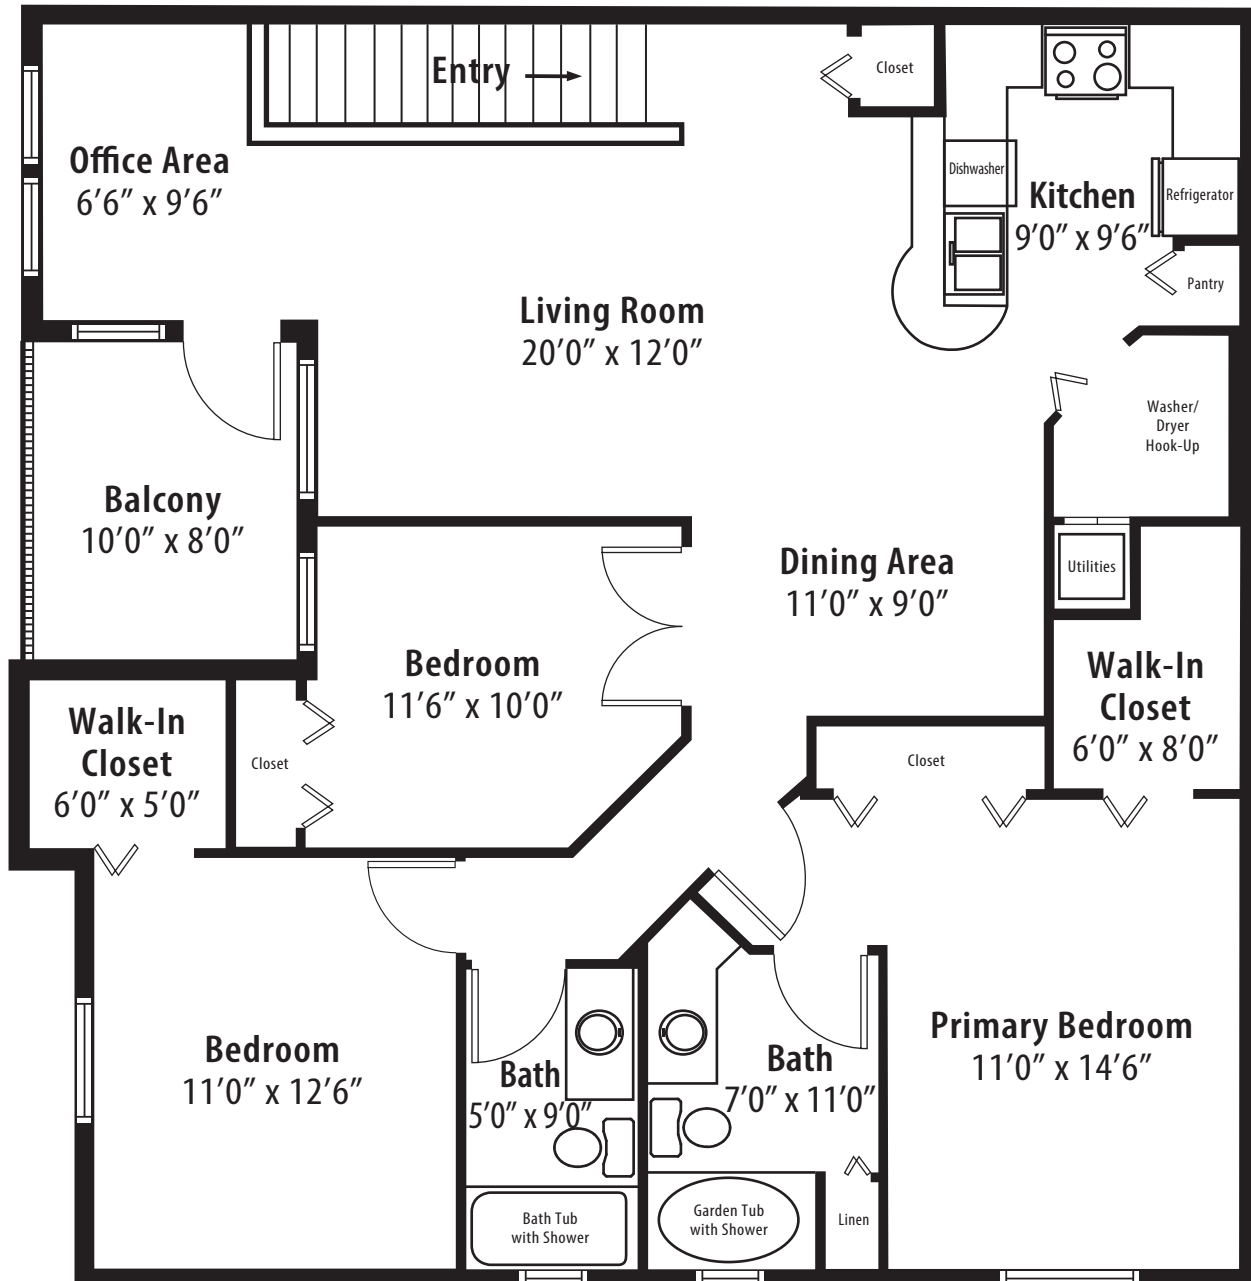 Entry
Closet
Office Area
6’6” x 9’6”
Dishwasher
Kitchen
9’0” x 9’6”
Refrigerator
Pantry
Living Room
20’0” x 12’0”
Washer/
Dryer
Hook-Up
Balcony
10’0” x 8’0”
Dining Area
11’0” x 9’0”
Utilities
Bedroom
11’6” x 10’0”
Walk-In
Closet
6’0” x 8’0”
Walk-In
Closet
6’0” x 5’0”
Closet
Closet
Bedroom
11’0” x 12’6”
Bath
5’0” x 9’0”
Bath
7’0” x 11’0”
Primary Bedroom
11’0” x 14’6”
Bath Tub
with Shower
Garden Tub
with Shower
Linen